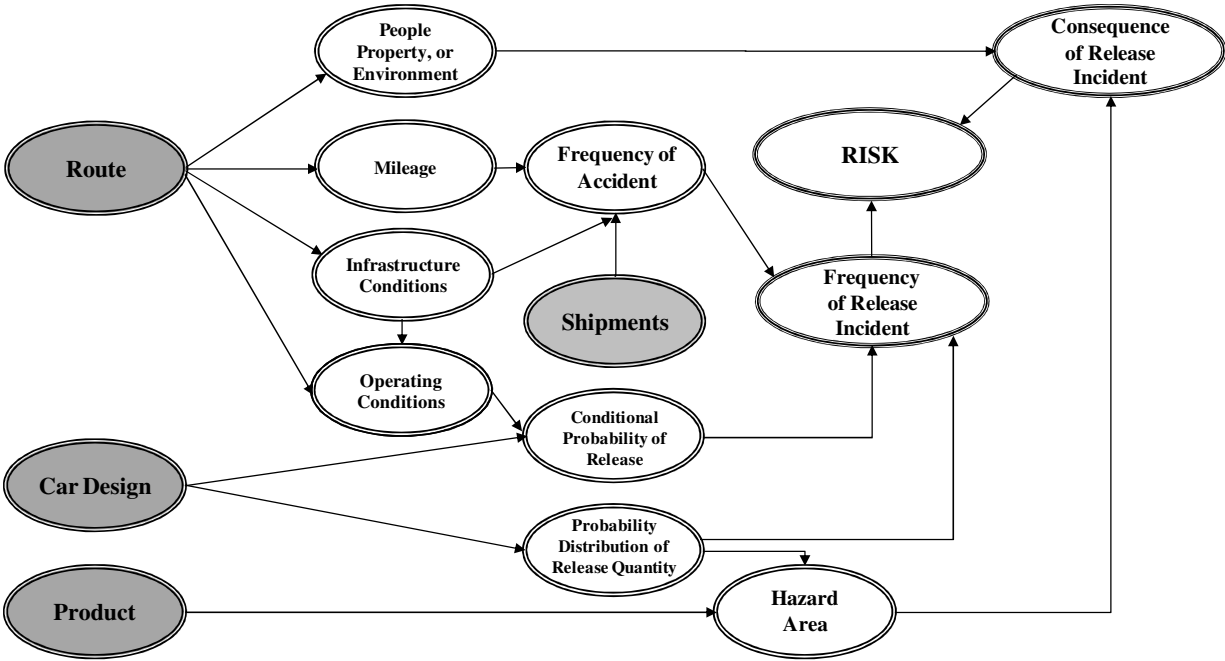 People
Property, or
Environment
Consequence
of Release
Incident
Route
Mileage
Frequency of
Accident
RISK
Infrastructure
Conditions
Shipments
Frequency
of Release
Incident
Operating
Conditions
Conditional
Probability of
Release
Car Design
Probability
Distribution of
Release Quantity
Product
Hazard
Area